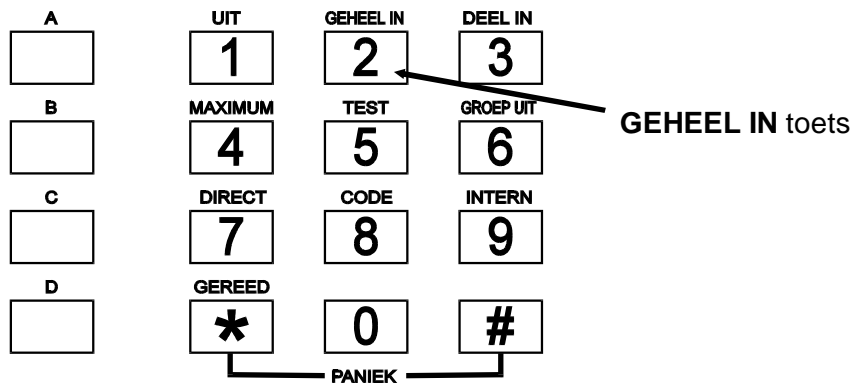 A UIT GEHEEL IN DEEL IN
1 2 3
GEHEEL IN toets
B MAXIMUM TEST GROEP UIT
4 5 6
C DIRECT CODE INTERN
7 8 9
D GEREED
* 0 #
PANIEK